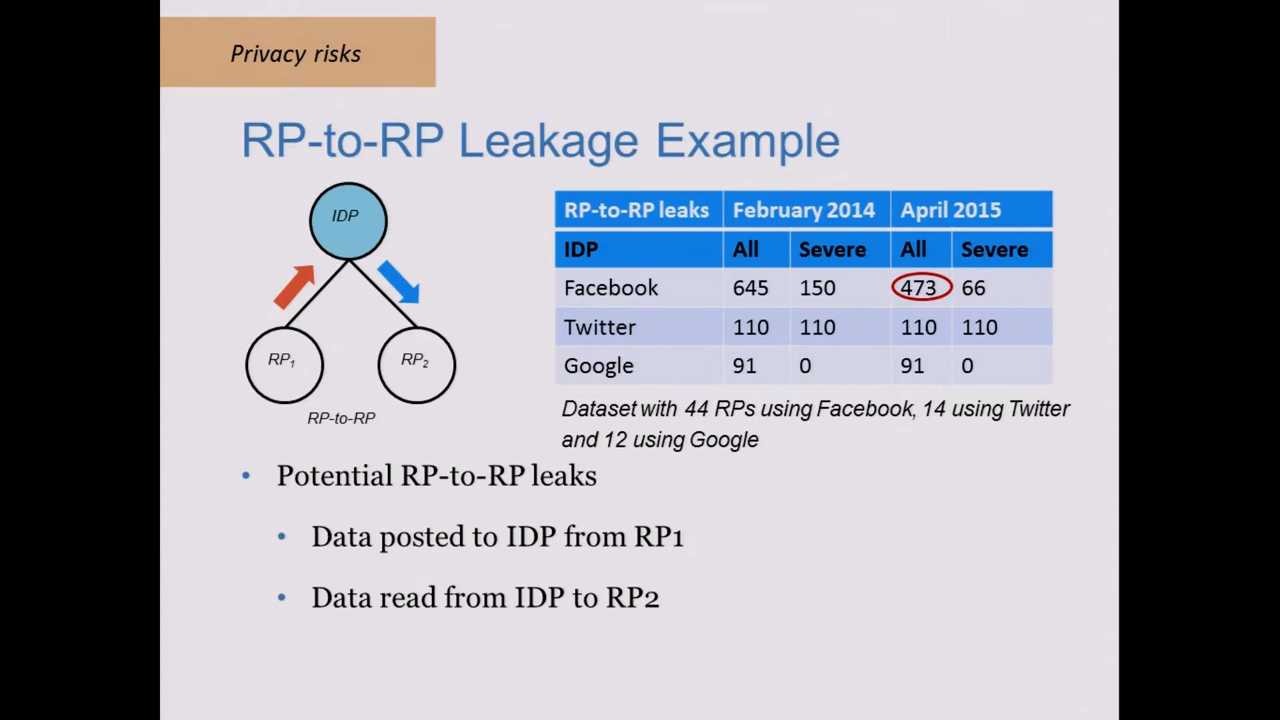 Privacy risks
RP-to-RP Leakage Example
IDP
RP1
RP2
RP-to-RP
RP-to-RP leaks February 2014 April 2015
IDP All Severe All Severe
Facebook 645 150 473 66
Twitter 110 110 110 110
Google 91 0 91 0
Dataset with 44 RPs using Facebook, 14 using Twitter
and 12 using Google
• Potential RP-to-RP leaks
• Data posted to IDP from RP1
• Data read from IDP to RP2